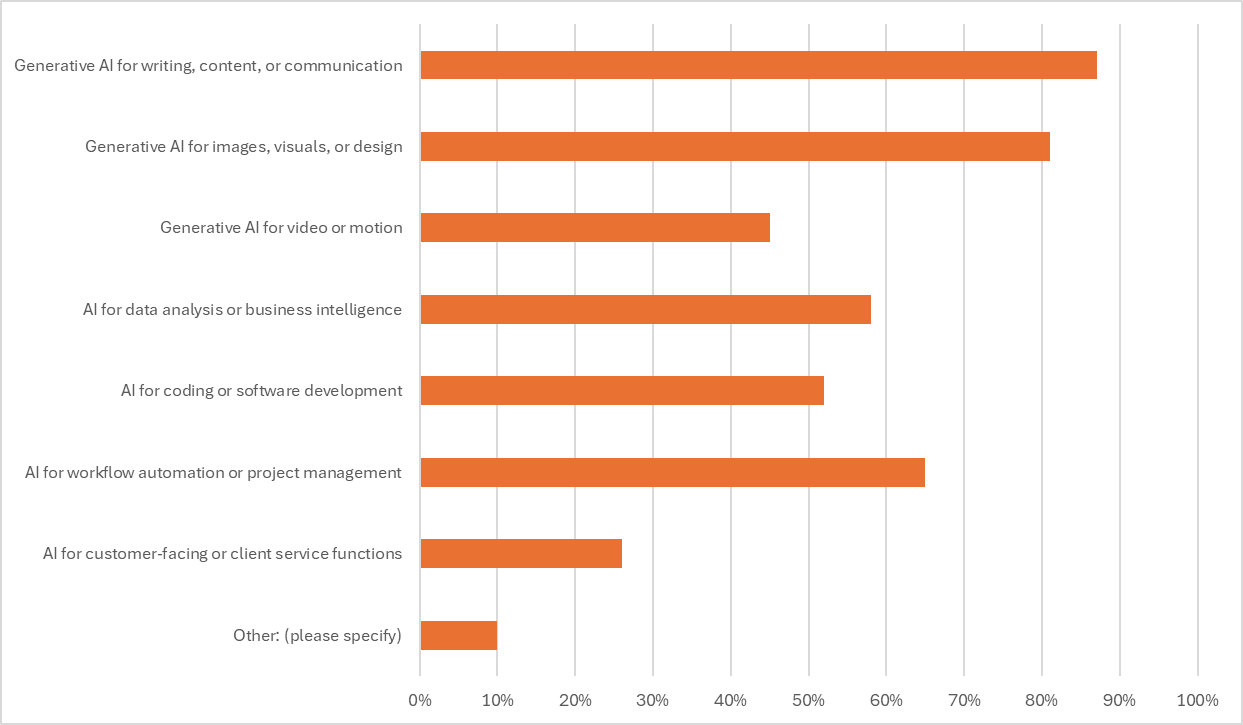 Generative AI for writing, content, or communication
Generative AI for images, visuals, or design
Generative AI for video or motion
AI for data analysis or business intelligence
AI for coding or software development
AI for workflow automation or project management
AI for customer-facing or client service functions
Other: (please specify)
0% 10% 20% 30% 40% 50% 60% 70% 80% 90% 100%